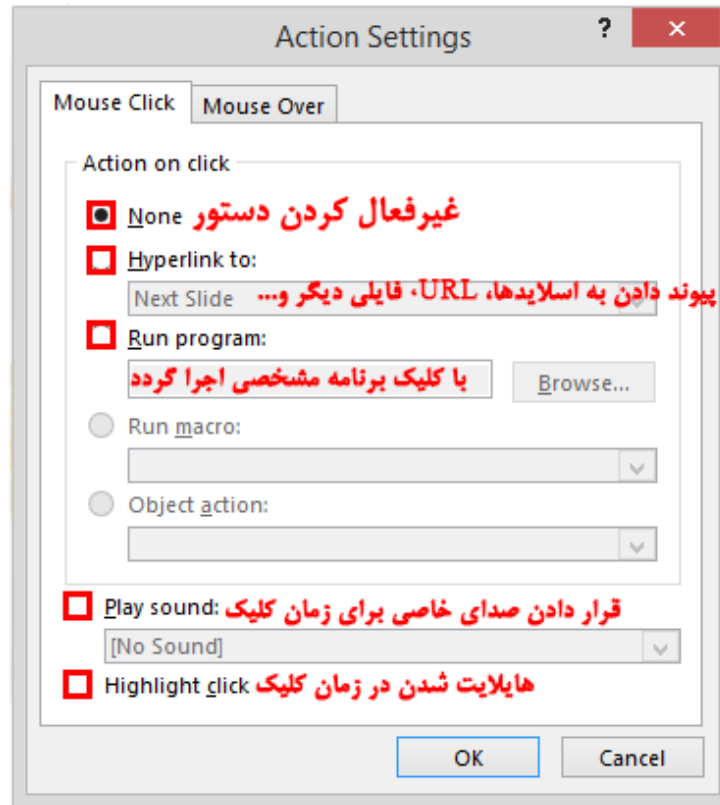 Action Settings ? ×
Mouse Click Mouse Over
Action on click
None غیرفعال کردن دستور
Hyperlink to:
Next Slide پیوند دادن به اسلایدها، URL، فایلی دیگر و...
Run program:
با کلیک برنامه مشخصی اجرا گردد Browse...
Run macro:
Object action:
Play sound: قرار دادن صدای خاصی برای زمان کلیک
[No Sound]
Highlight click هایلایت شدن در زمان کلیک
OK Cancel